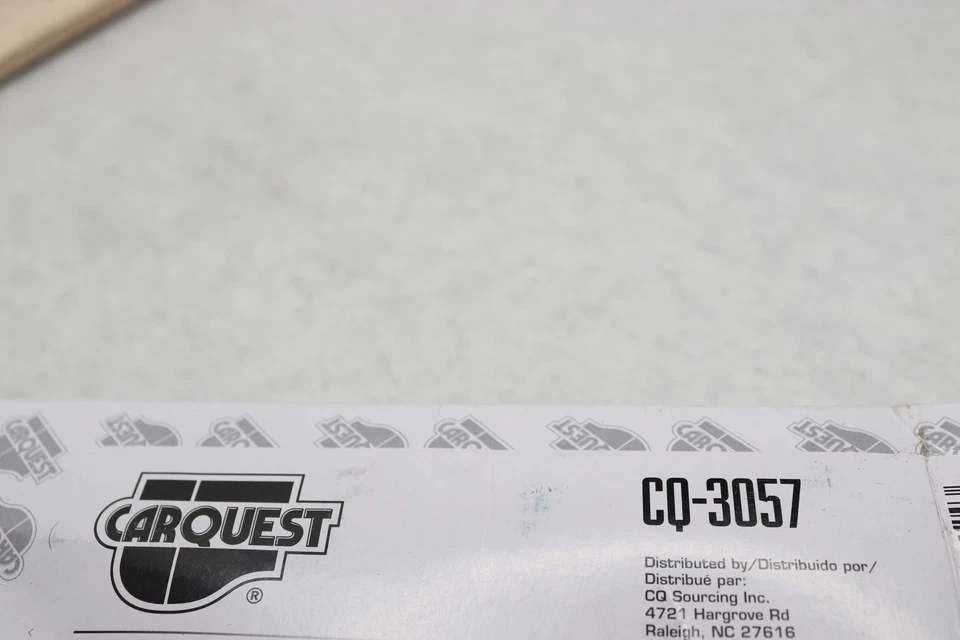 CARQUEST
®
CQ-3057
Distributed by/Distribuido por/
Distribué par:
CQ Sourcing Inc.
4721 Hargrove Rd
Raleigh, NC 27616